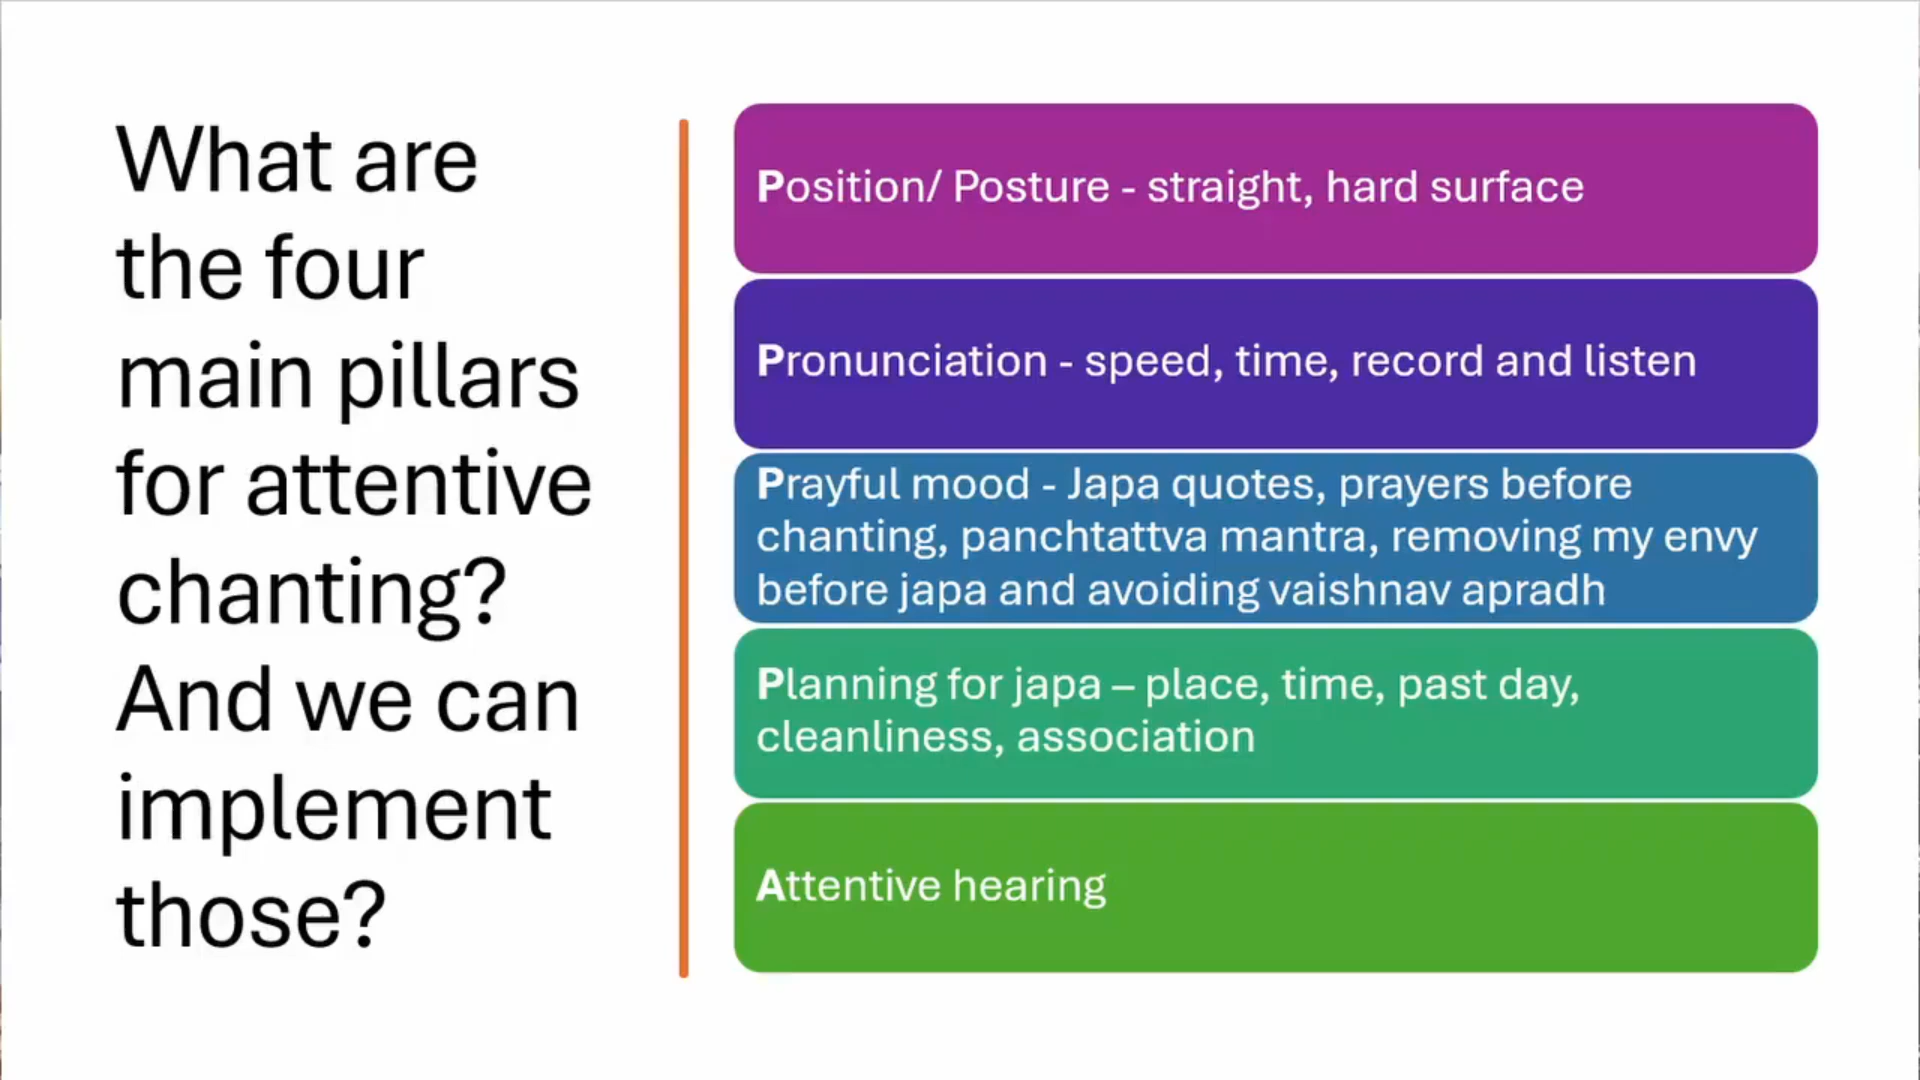 What are
the four
main pillars
for attentive
chanting?
And we can
implement
those?
Position/ Posture - straight, hard surface
Pronunciation - speed, time, record and listen
Prayful mood - Japa quotes, prayers before
chanting, panchtattva mantra, removing my envy
before japa and avoiding vaishnav apradh
Planning for japa – place, time, past day,
cleanliness, association
Attentive hearing